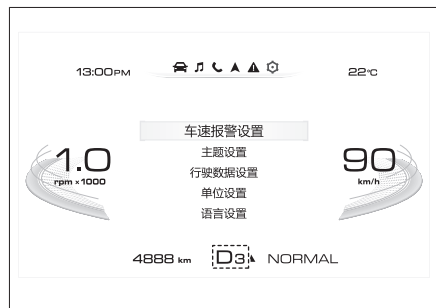 13:00PM
22℃
车速报警设置
主题设置
行驶数据设置
单位设置
语言设置
1.0
rpm×1000
90
km/h
4888 km D3 NORMAL